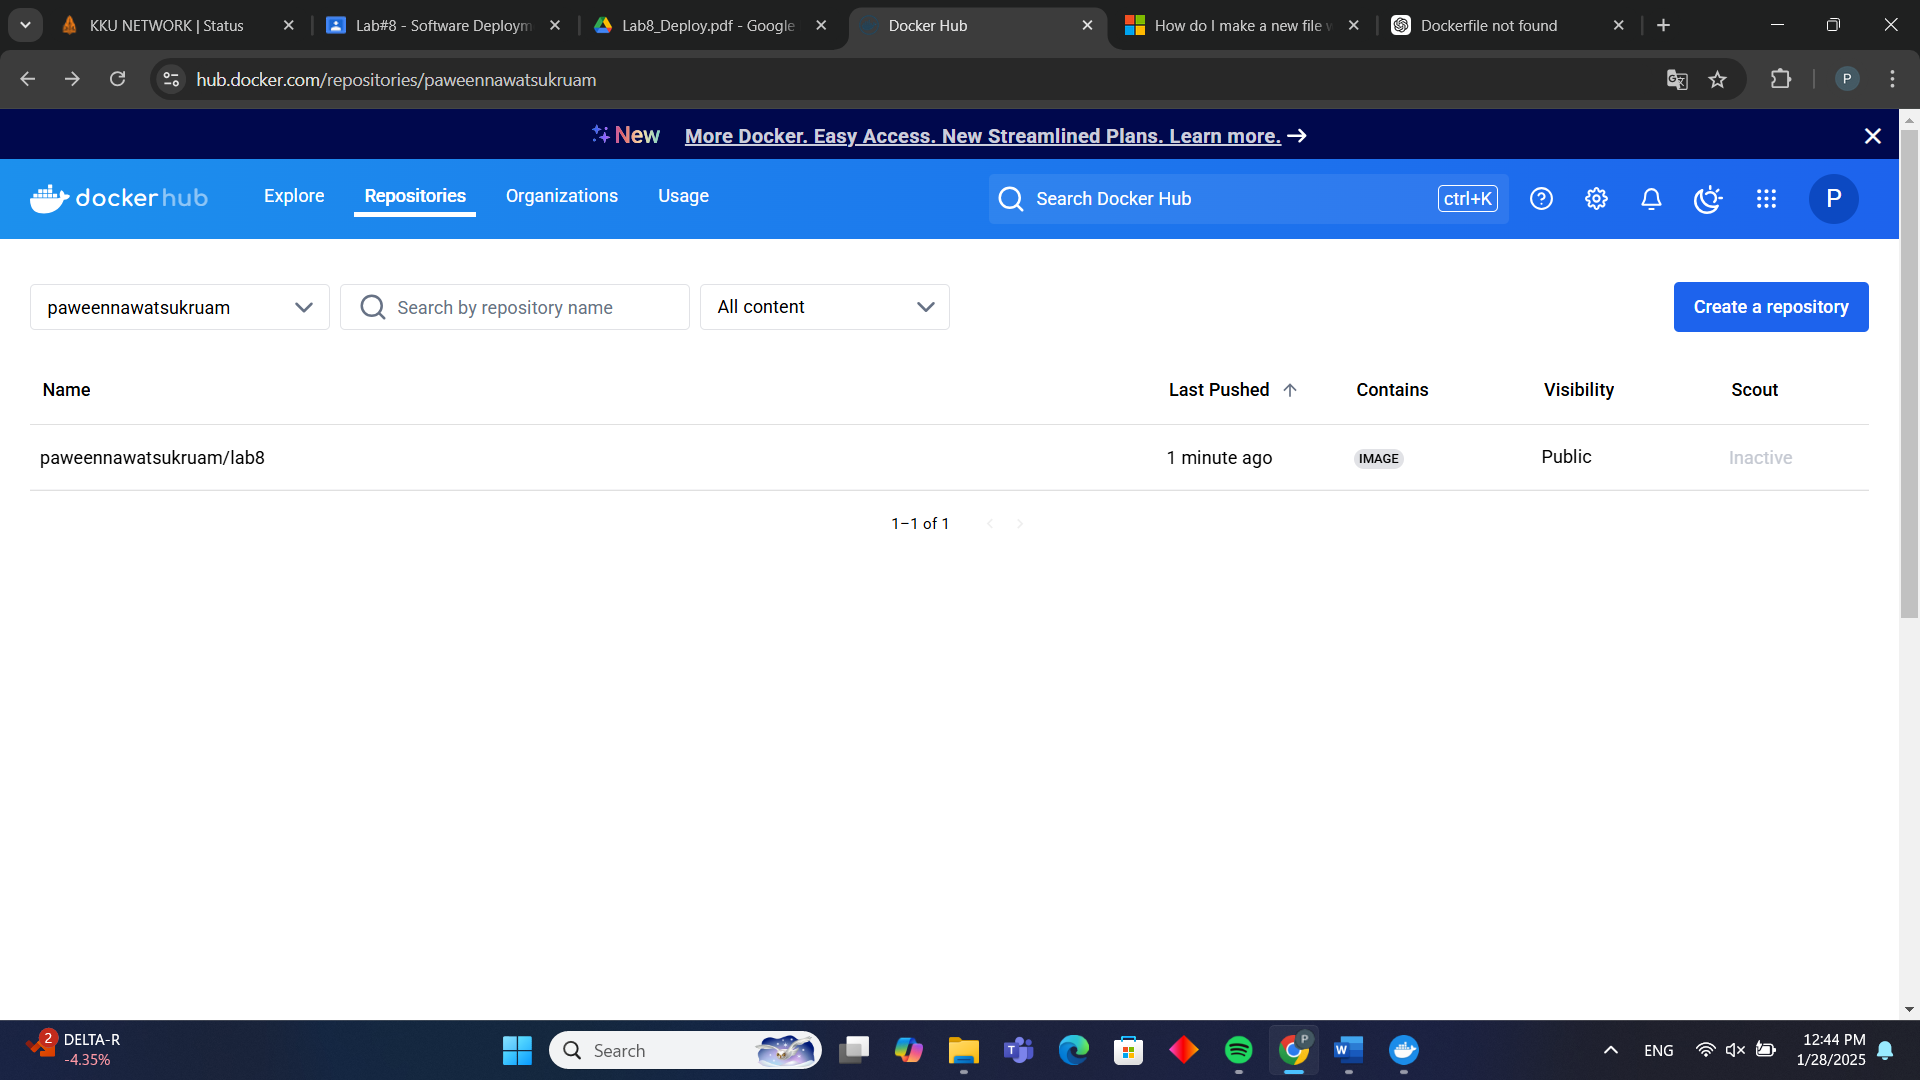 KKU NETWORK | Status
Lab#8 - Software Deploym
Lab8_Deploy.pdf - Google
Docker Hub
How do I make a new file w
Dockerfile not found
hub.docker.com/repositories/paweennawatsukruam
P
New More Docker. Easy Access. New Streamlined Plans. Learn more. →
docker hub
Explore
Repositories
Organizations
Usage
Search Docker Hub
ctrl+K
P
paweennawatsukruam
Search by repository name
All content
Create a repository
Name
Last Pushed
Contains
Visibility
Scout
paweennawatsukruam/lab8
1 minute ago
IMAGE
Public
Inactive
1–1 of 1
2
DELTA-R
-4.35%
Search
P
ENG
12:44 PM
1/28/2025